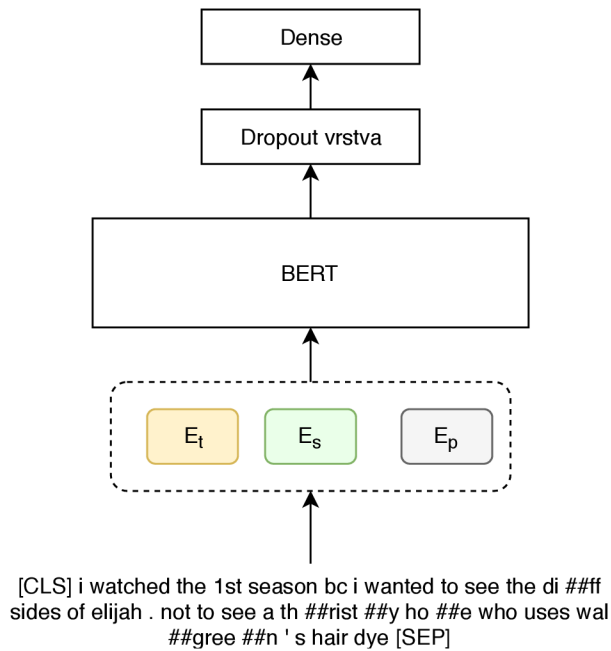 Dense
Dropout vrstva
BERT
Et Es Ep
[CLS] i watched the 1st season bc i wanted to see the di ##ff
sides of elijah . not to see a th ##rist ##y ho ##e who uses wal
##gree ##n ' s hair dye [SEP]